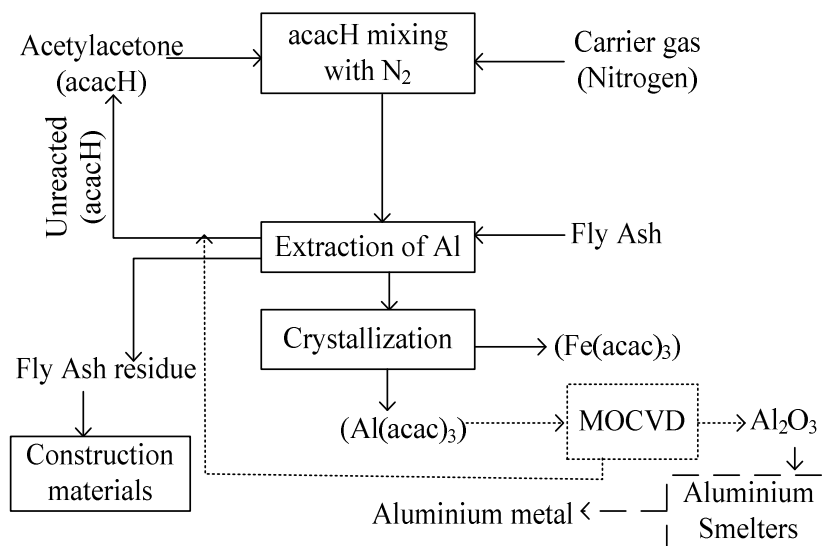 Acetylacetone
(acacH)
acacH mixing
with N₂
Carrier gas
(Nitrogen)
Unreacted
(acacH)
Extraction of Al
Fly Ash
Crystallization
(Fe(acac)₃)
Fly Ash residue
(Al(acac)₃)
MOCVD
Al₂O₃
Construction
materials
Aluminium metal
Aluminium
Smelters